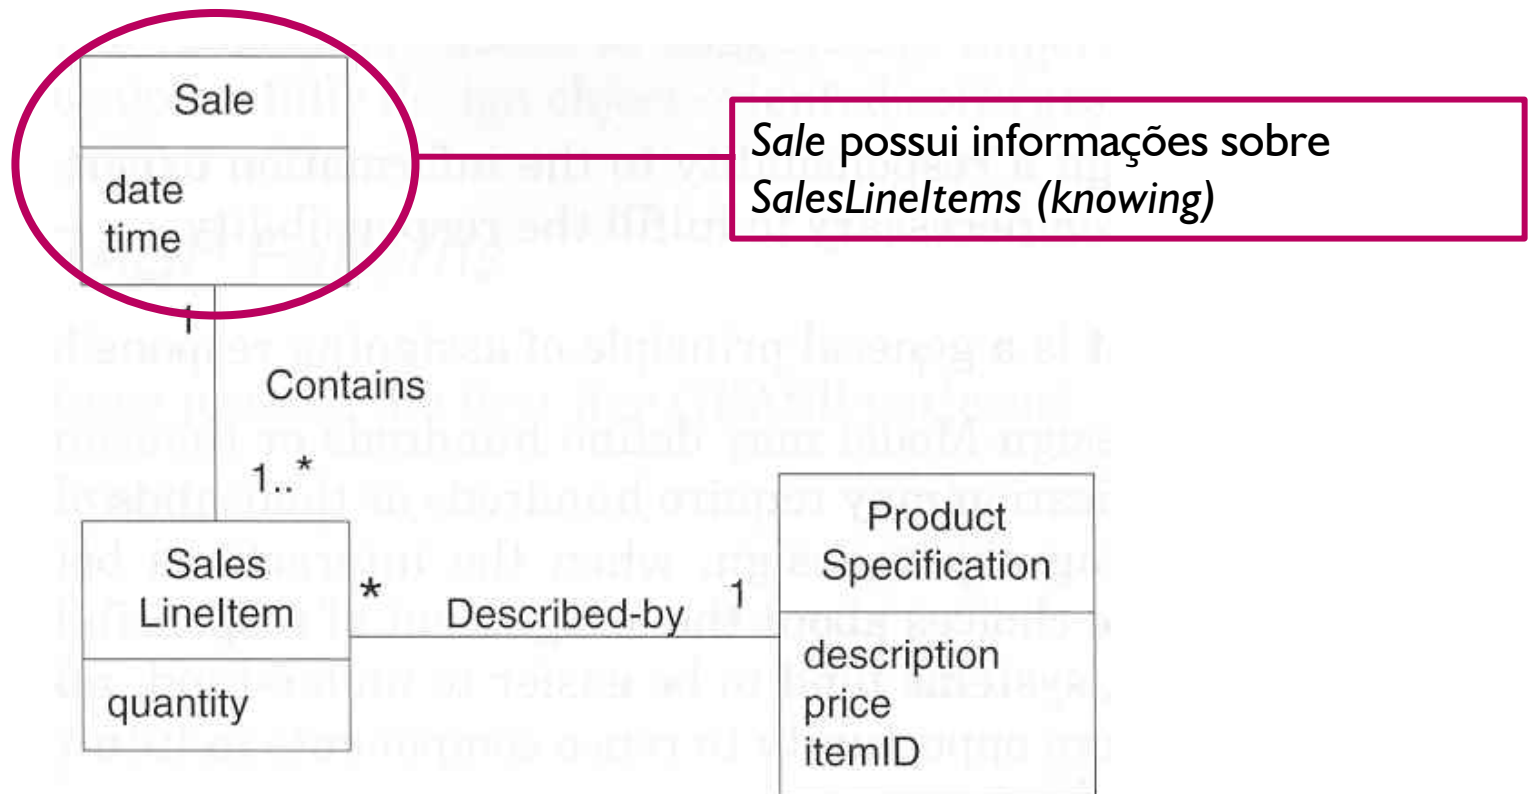 Sale
date
time
Sale possui informações sobre
SalesLineItems (knowing)
1
Contains
1..*
Sales
LineItem
quantity
*
Described-by
1
Product
Specification
description
price
itemID